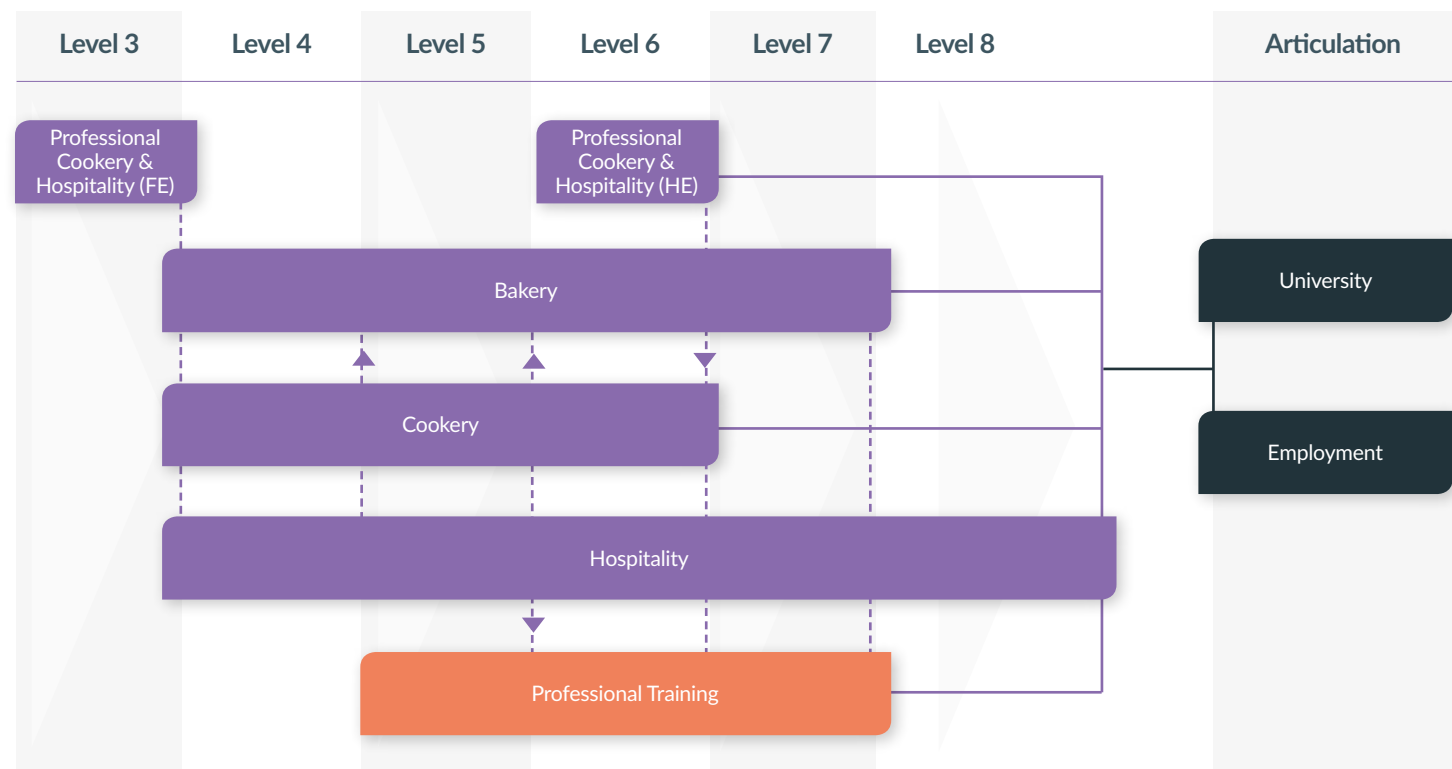 Level 3
Level 4
Level 5
Level 6
Level 7
Level 8
Articulation
Professional
Cookery &
Hospitality (FE)
Professional
Cookery &
Hospitality (HE)
Bakery
University
Cookery
Employment
Hospitality
Professional Training